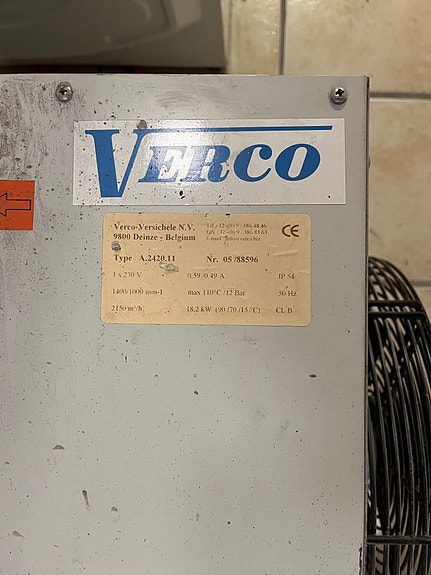 VERCO
Verco-Versichele N.V.
9800 Deinze - Belgium
Type A.2420.11 Nr. 05 /88596
1 x 230 V 0,59 /0,49 A IP 54
1400/1000 min-1 max 110°C /12 Bar 50 Hz
2150 m³/h 18.2 kW (90 /70 /15 °C) CL B